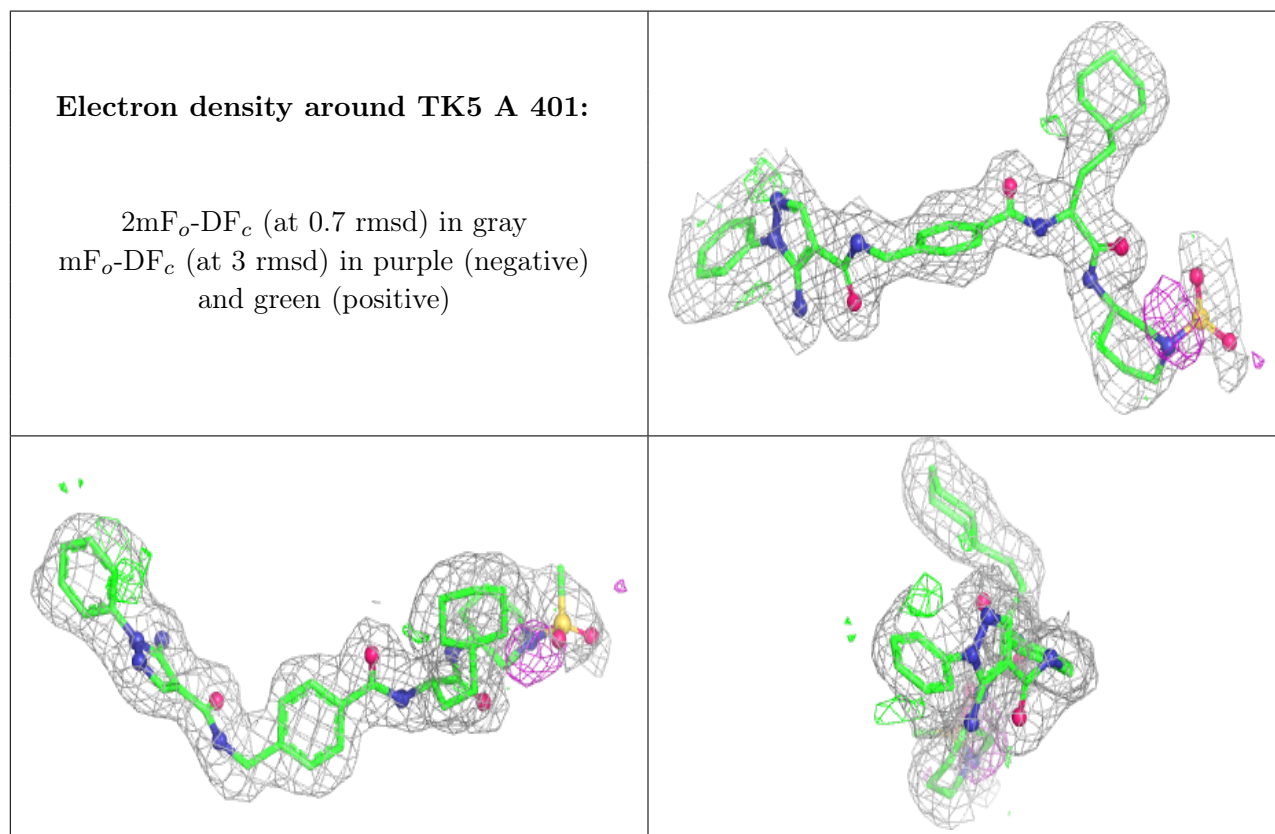 Electron density around TK5 A 401:
2mFo-DFc (at 0.7 rmsd) in gray
mFo-DFc (at 3 rmsd) in purple (negative)
and green (positive)